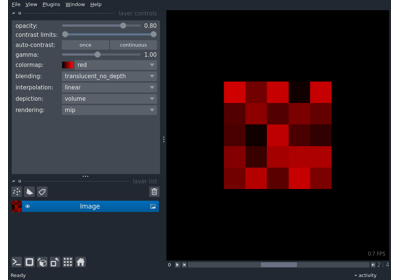 File View Plugins Window Help
layer controls
opacity: 0.80
contrast limits:
auto-contrast: once continuous
gamma: 1.00
colormap: red
blending: translucent_no_depth
interpolation: linear
depiction: volume
rendering: mip
layer list
Image
0.7 FPS
0 2 4
activity